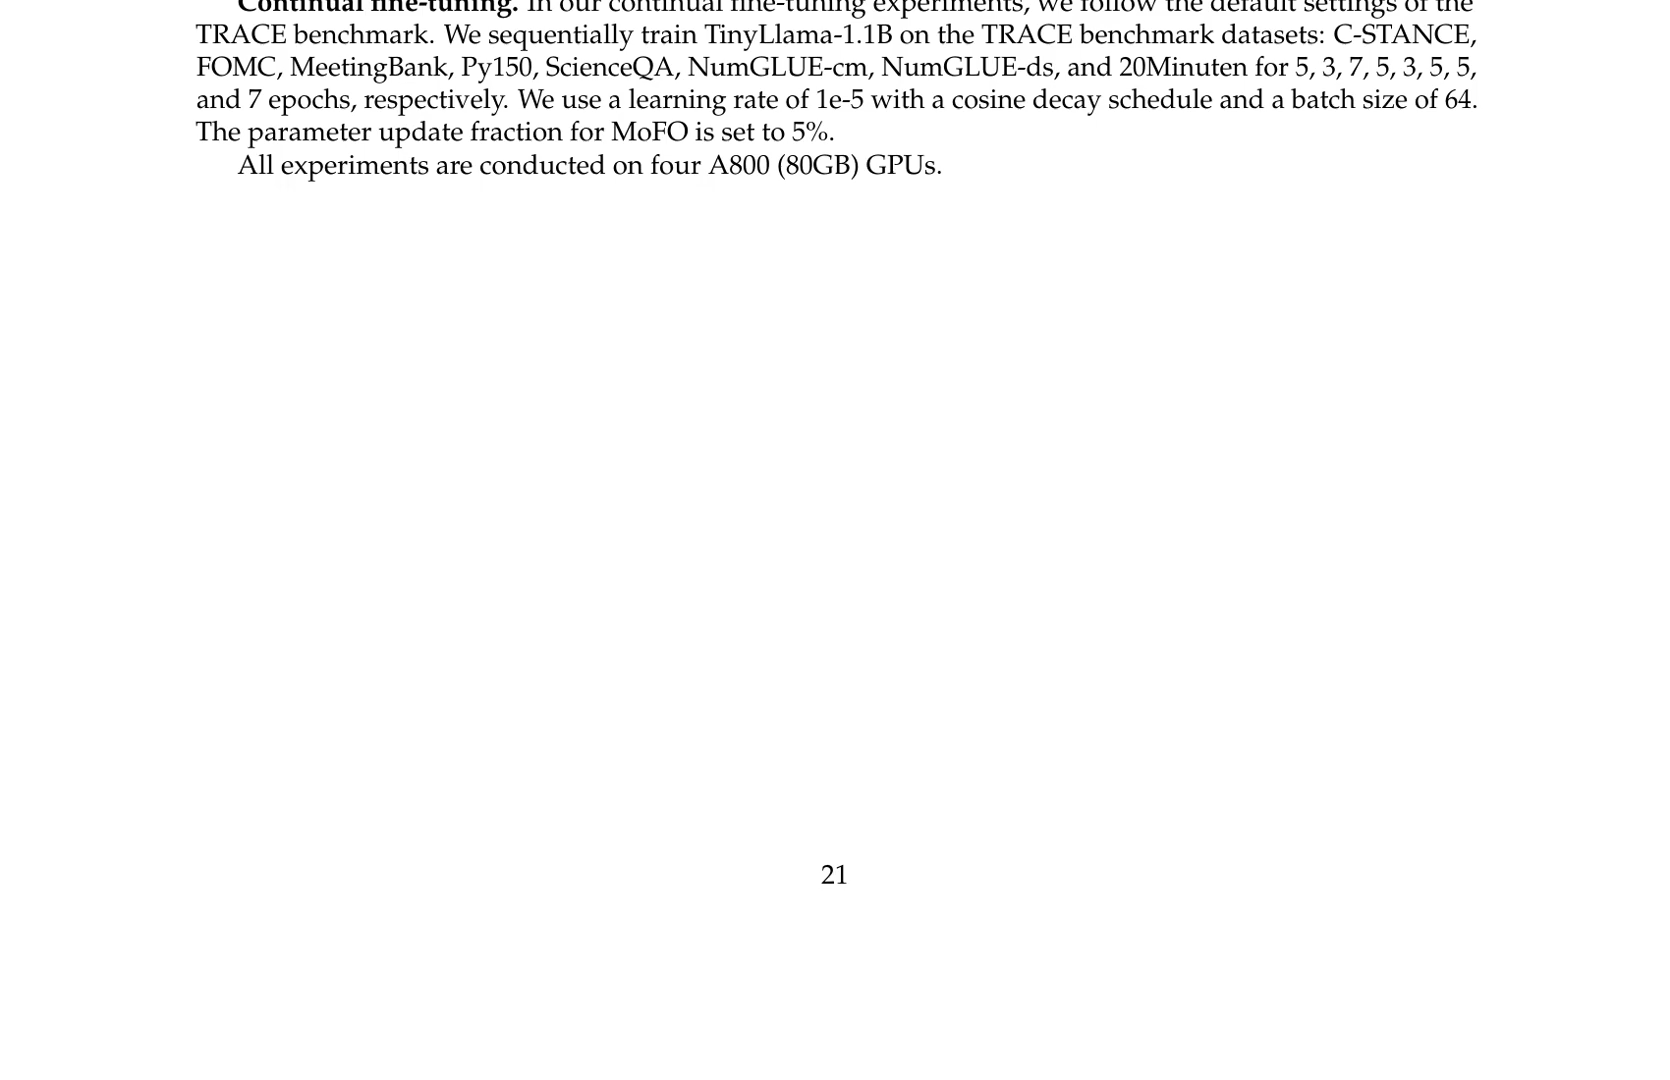 Continual fine-tuning. In our continual fine-tuning experiments, we follow the default settings of the
TRACE benchmark. We sequentially train TinyLlama-1.1B on the TRACE benchmark datasets: C-STANCE,
FOMC, MeetingBank, Py150, ScienceQA, NumGLUE-cm, NumGLUE-ds, and 20Minuten for 5, 3, 7, 5, 3, 5, 5,
and 7 epochs, respectively. We use a learning rate of 1e-5 with a cosine decay schedule and a batch size of 64.
The parameter update fraction for MoFO is set to 5%.
All experiments are conducted on four A800 (80GB) GPUs.
21